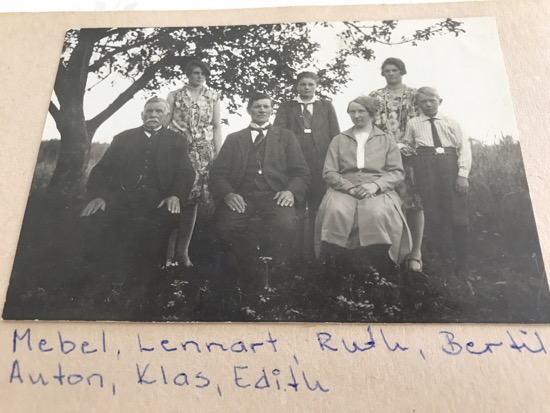 Mebel, Lennart, Ruth, Bertil
Anton, Klas, Edith